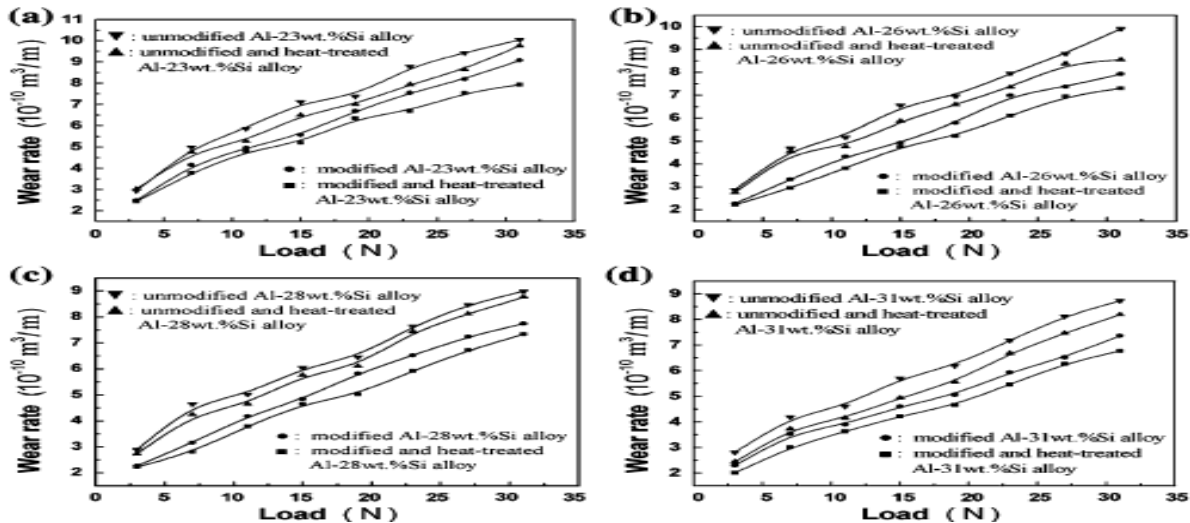 (a)
11
10
9
8
7
6
5
4
3
2
Wear rate (10⁻¹⁰ m³/m)
▼ : unmodified Al-23wt.%Si alloy
▲ : unmodified and heat-treated
Al-23wt.%Si alloy
● : modified Al-23wt.%Si alloy
■ : modified and heat-treated
Al-23wt.%Si alloy
0 5 10 15 20 25 30 35
Load ( N )
(b)
10
9
8
7
6
5
4
3
2
Wear rate (10⁻¹⁰ m³/m)
▼ : unmodified Al-26wt.%Si alloy
▲ : unmodified and heat-treated
Al-26wt.%Si alloy
● : modified Al-26wt.%Si alloy
■ : modified and heat-treated
Al-26wt.%Si alloy
0 5 10 15 20 25 30 35
Load ( N )
(c)
9
8
7
6
5
4
3
2
Wear rate (10⁻¹⁰ m³/m)
▼ : unmodified Al-28wt.%Si alloy
▲ : unmodified and heat-treated
Al-28wt.%Si alloy
● : modified Al-28wt.%Si alloy
■ : modified and heat-treated
Al-28wt.%Si alloy
0 5 10 15 20 25 30 35
Load ( N )
(d)
9
8
7
6
5
4
3
2
Wear rate (10⁻¹⁰ m³/m)
▼ : unmodified Al-31wt.%Si alloy
▲ : unmodified and heat-treated
Al-31wt.%Si alloy
● : modified Al-31wt.%Si alloy
■ : modified and heat-treated
Al-31wt.%Si alloy
0 5 10 15 20 25 30 35
Load ( N )